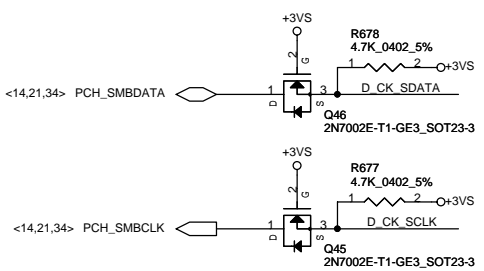 +3VS
R678
4.7K_0402_5%
2
G
1
2
+3VS
<14,21,34> PCH_SMBDATA
1
D
3
S
D_CK_SDATA
Q46
2N7002E-T1-GE3_SOT23-3
+3VS
R677
4.7K_0402_5%
2
G
1
2
+3VS
<14,21,34> PCH_SMBCLK
1
D
3
S
D_CK_SCLK
Q45
2N7002E-T1-GE3_SOT23-3